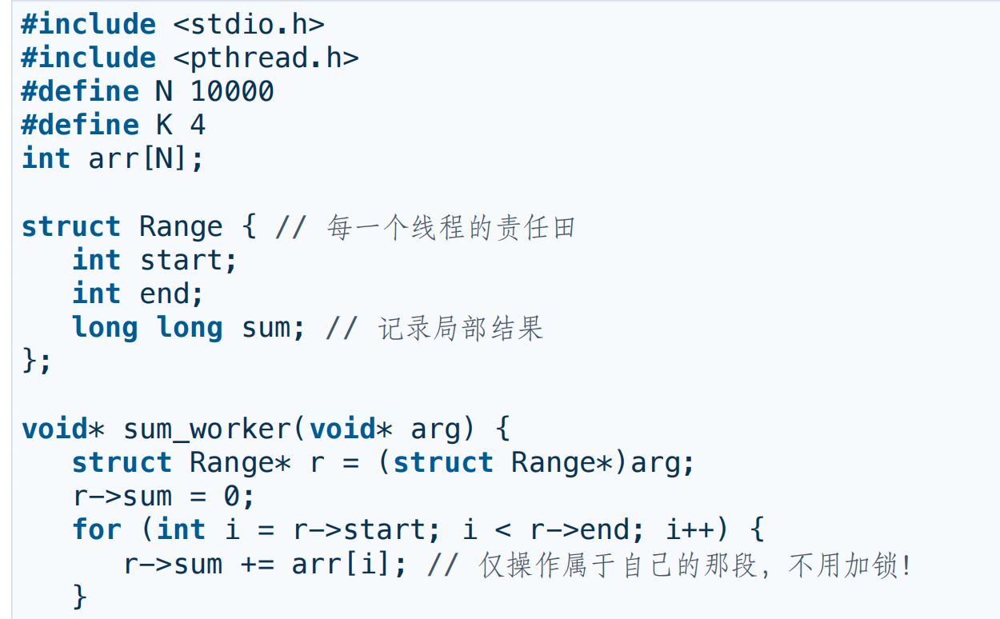 #include <stdio.h>
#include <pthread.h>
#define N 10000
#define K 4
int arr[N];

struct Range { // 每一个线程的责任田
   int start;
   int end;
   long long sum; // 记录局部结果
};

void* sum_worker(void* arg) {
   struct Range* r = (struct Range*)arg;
   r->sum = 0;
   for (int i = r->start; i < r->end; i++) {
      r->sum += arr[i]; // 仅操作属于自己的那段，不用加锁！
   }